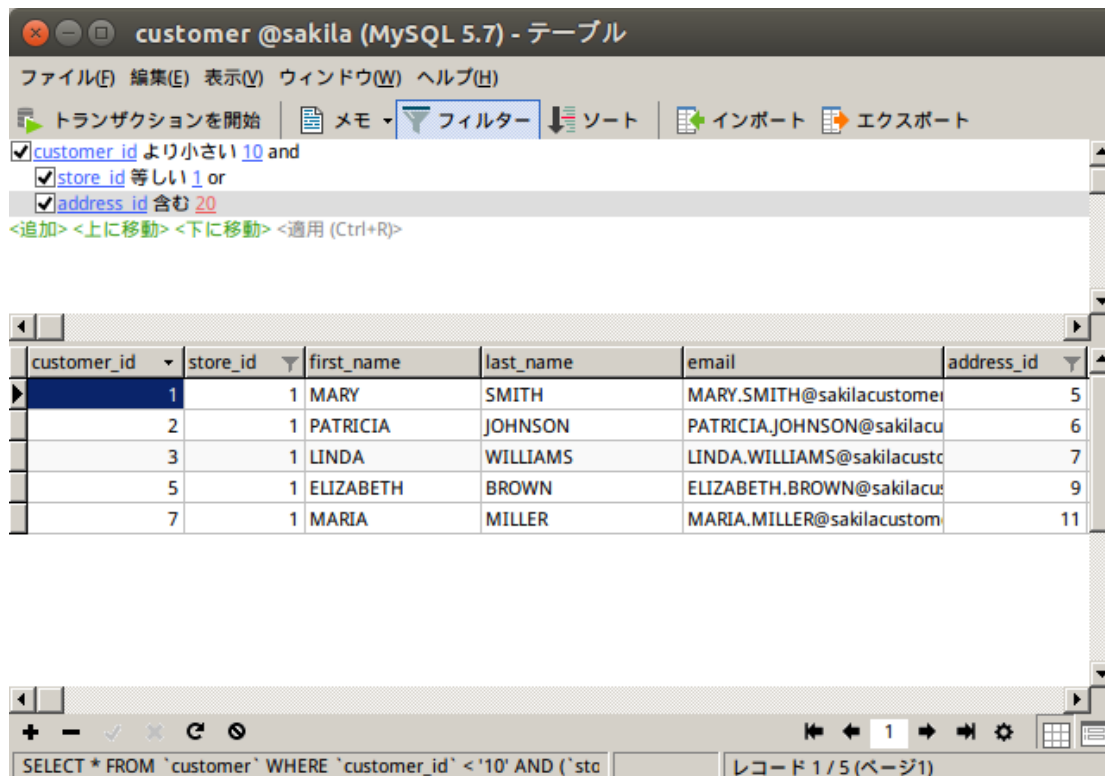 customer @sakila (MySQL 5.7) - テーブル
ファイル(F) 編集(E) 表示(V) ウィンドウ(W) ヘルプ(H)
トランザクションを開始 メモ フィルター ソート インポート エクスポート
customer_id より小さい 10 and
store_id 等しい 1 or
address_id 含む 20
<追加> <上に移動> <下に移動> <適用 (Ctrl+R)>
customer_id store_id first_name last_name email address_id
1 1 MARY SMITH MARY.SMITH@sakilacustomer 5
2 1 PATRICIA JOHNSON PATRICIA.JOHNSON@sakilacu 6
3 1 LINDA WILLIAMS LINDA.WILLIAMS@sakilacusto 7
5 1 ELIZABETH BROWN ELIZABETH.BROWN@sakilacus 9
7 1 MARIA MILLER MARIA.MILLER@sakilacustom 11
1
SELECT * FROM `customer` WHERE `customer_id` < '10' AND (`sto レコード 1 / 5 (ページ1)